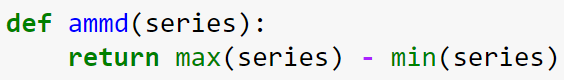 def ammd(series):
    return max(series) - min(series)